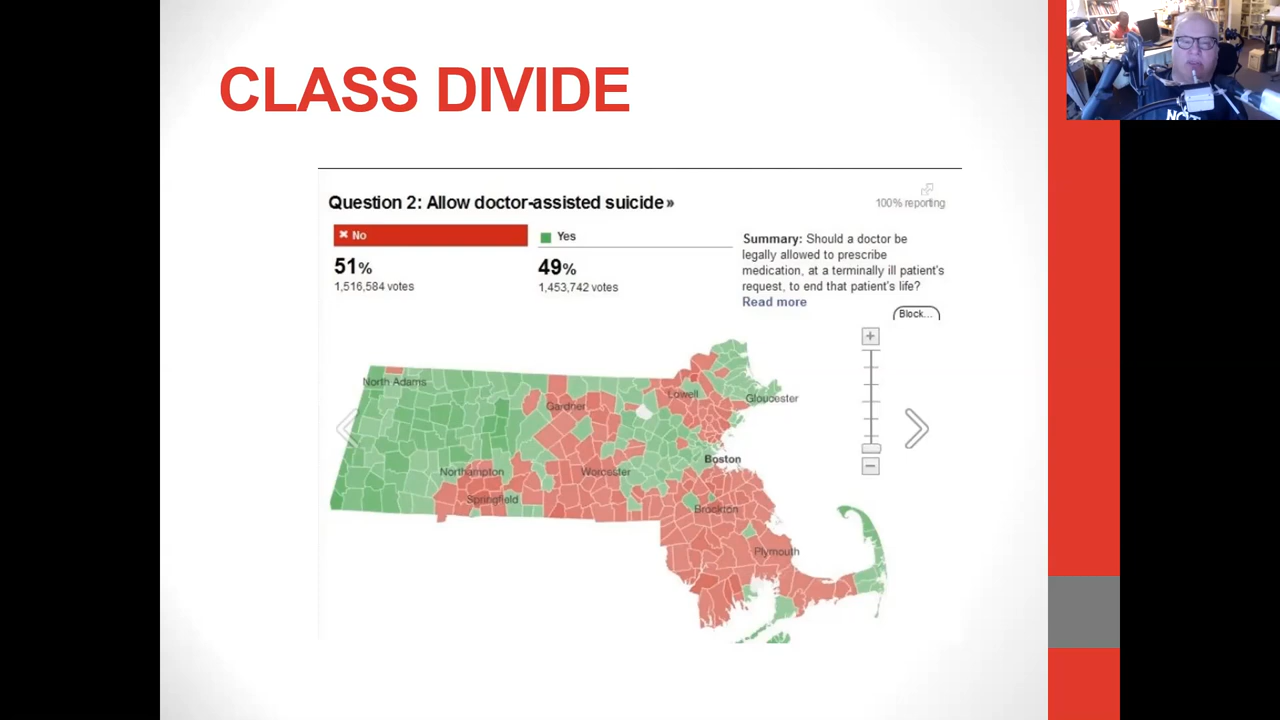 CLASS DIVIDE
Question 2: Allow doctor-assisted suicide »
100% reporting
✖ No
Yes
51%
49%
1,516,584 votes
1,453,742 votes
Summary: Should a doctor be
legally allowed to prescribe
medication, at a terminally ill patient's
request, to end that patient's life?
Read more
Block...
+
North Adams
Lowell
Gloucester
Gardner
Boston
Northampton
Worcester
Springfield
Brockton
Plymouth
−